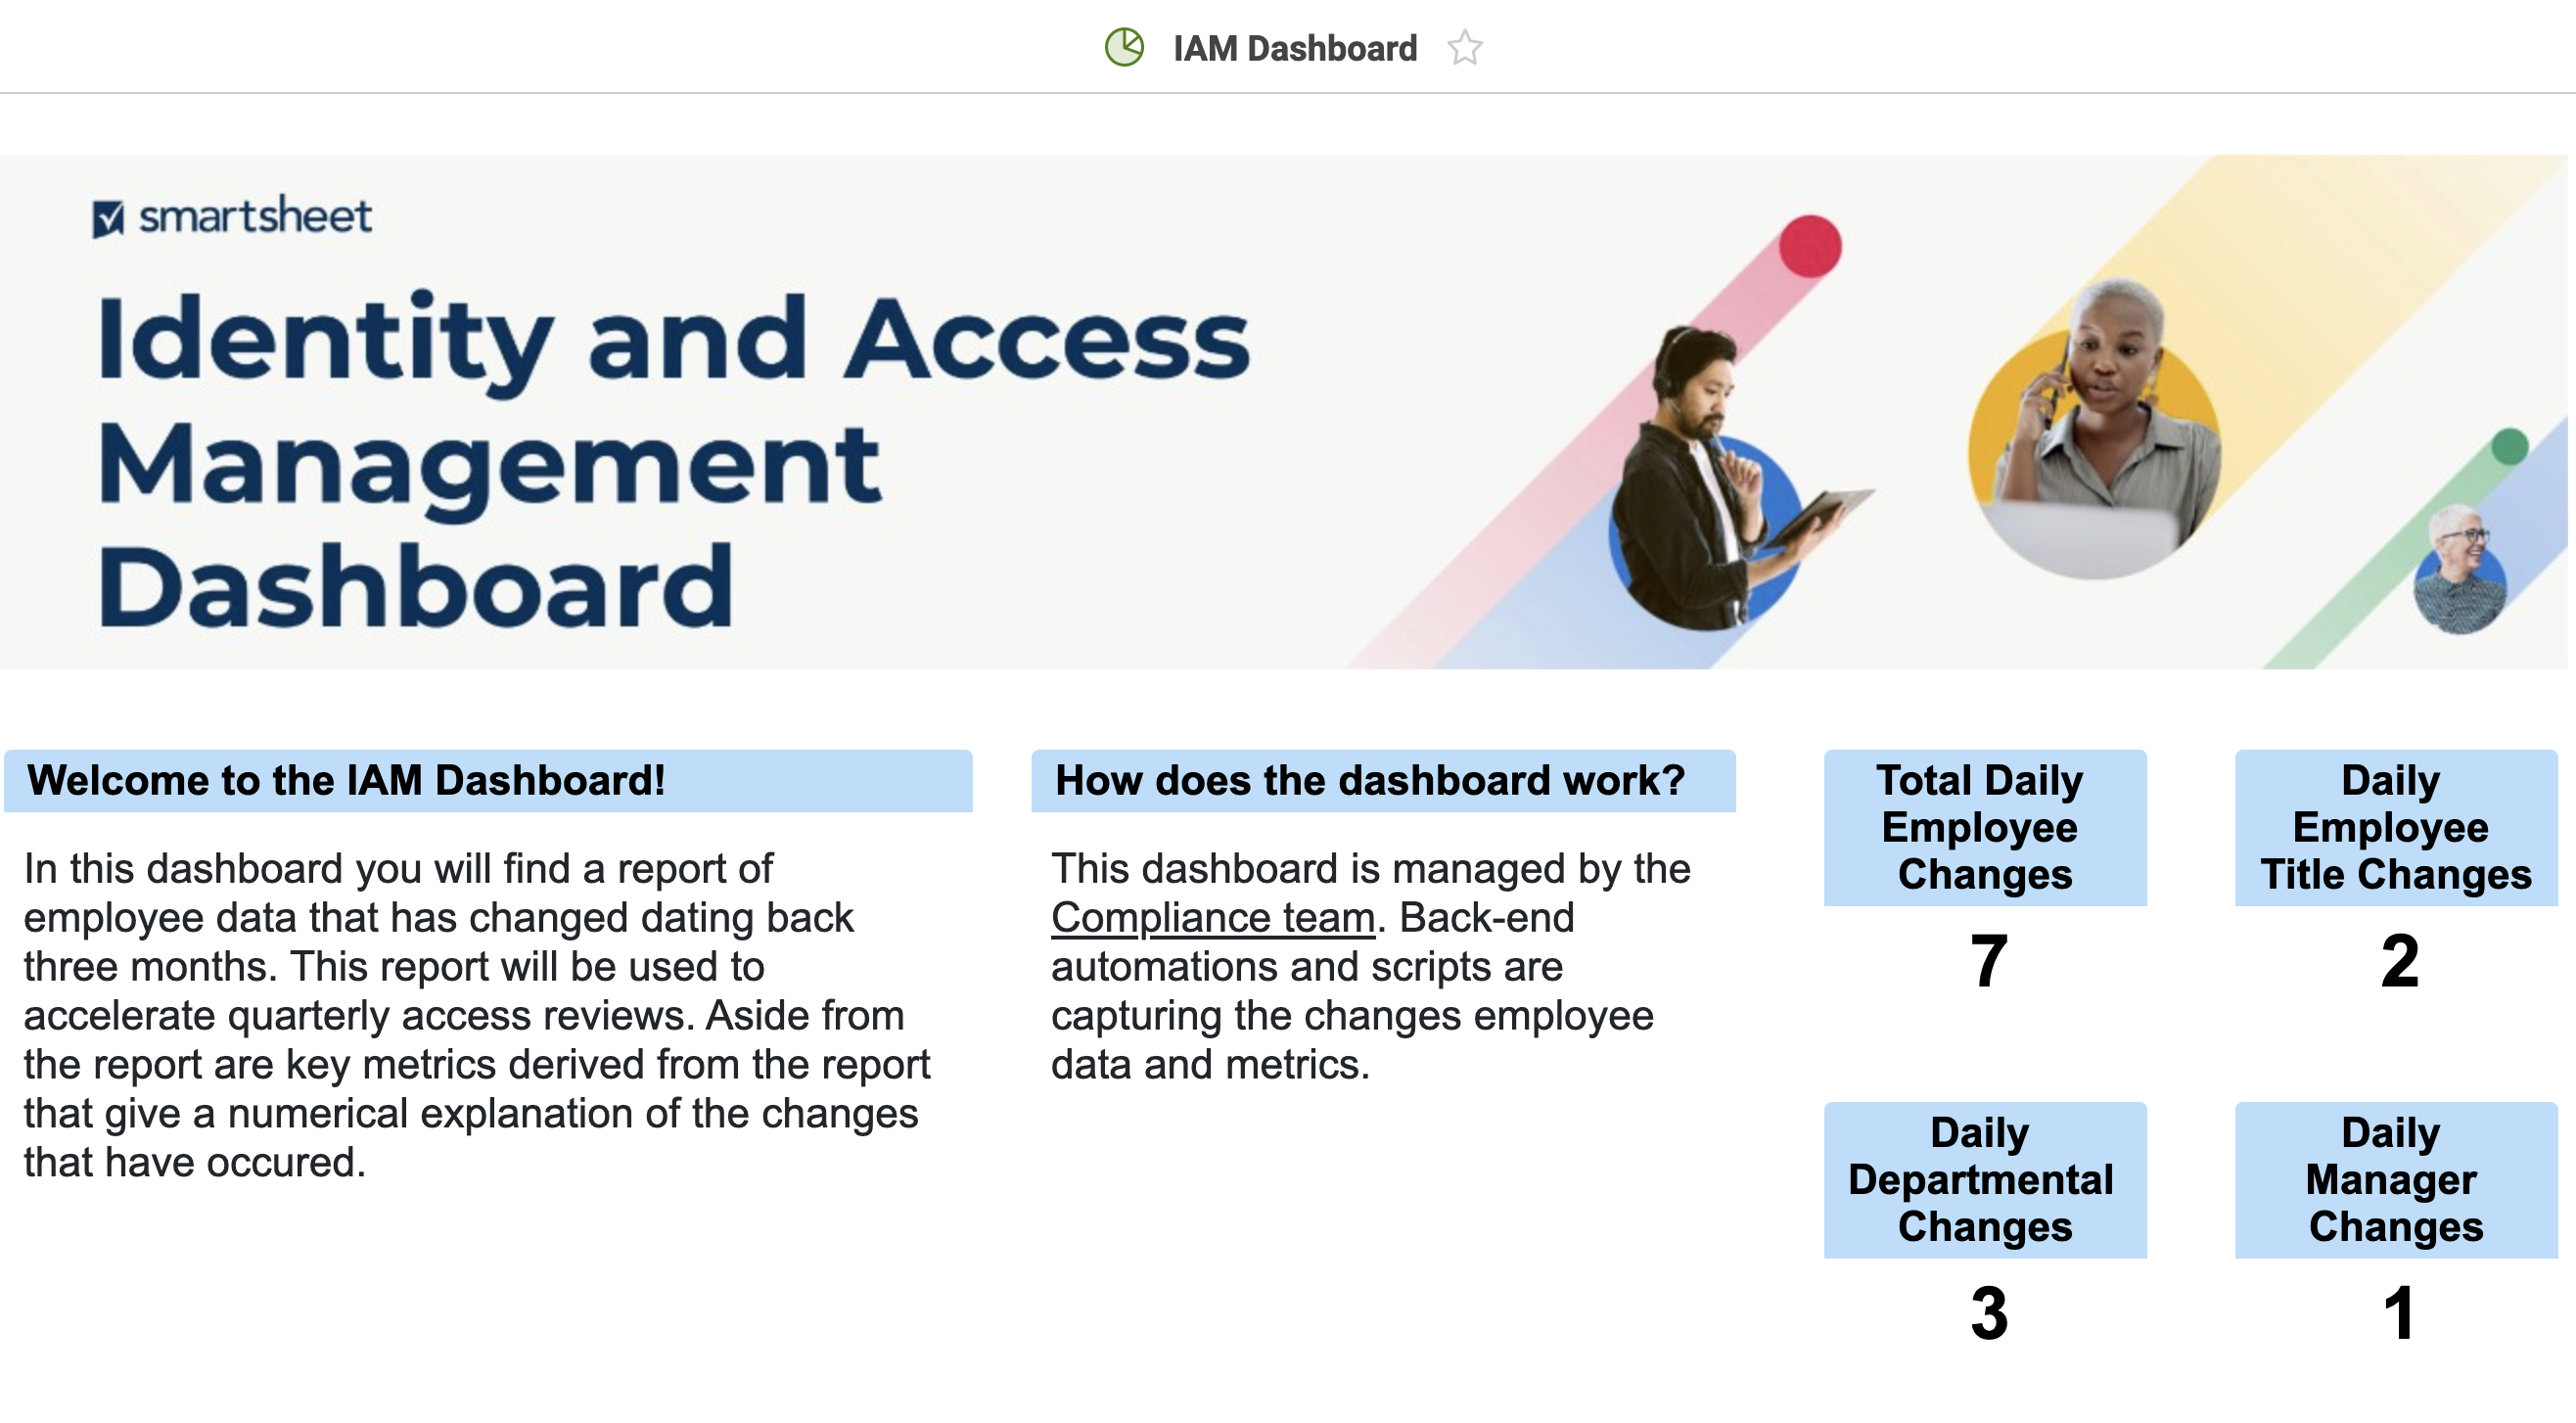 IAM Dashboard
smartsheet
Identity and Access
Management
Dashboard
Welcome to the IAM Dashboard!
In this dashboard you will find a report of
employee data that has changed dating back
three months. This report will be used to
accelerate quarterly access reviews. Aside from
the report are key metrics derived from the report
that give a numerical explanation of the changes
that have occured.
How does the dashboard work?
This dashboard is managed by the
Compliance team. Back-end
automations and scripts are
capturing the changes employee
data and metrics.
Total Daily
Employee
Changes
7
Daily
Employee
Title Changes
2
Daily
Departmental
Changes
3
Daily
Manager
Changes
1